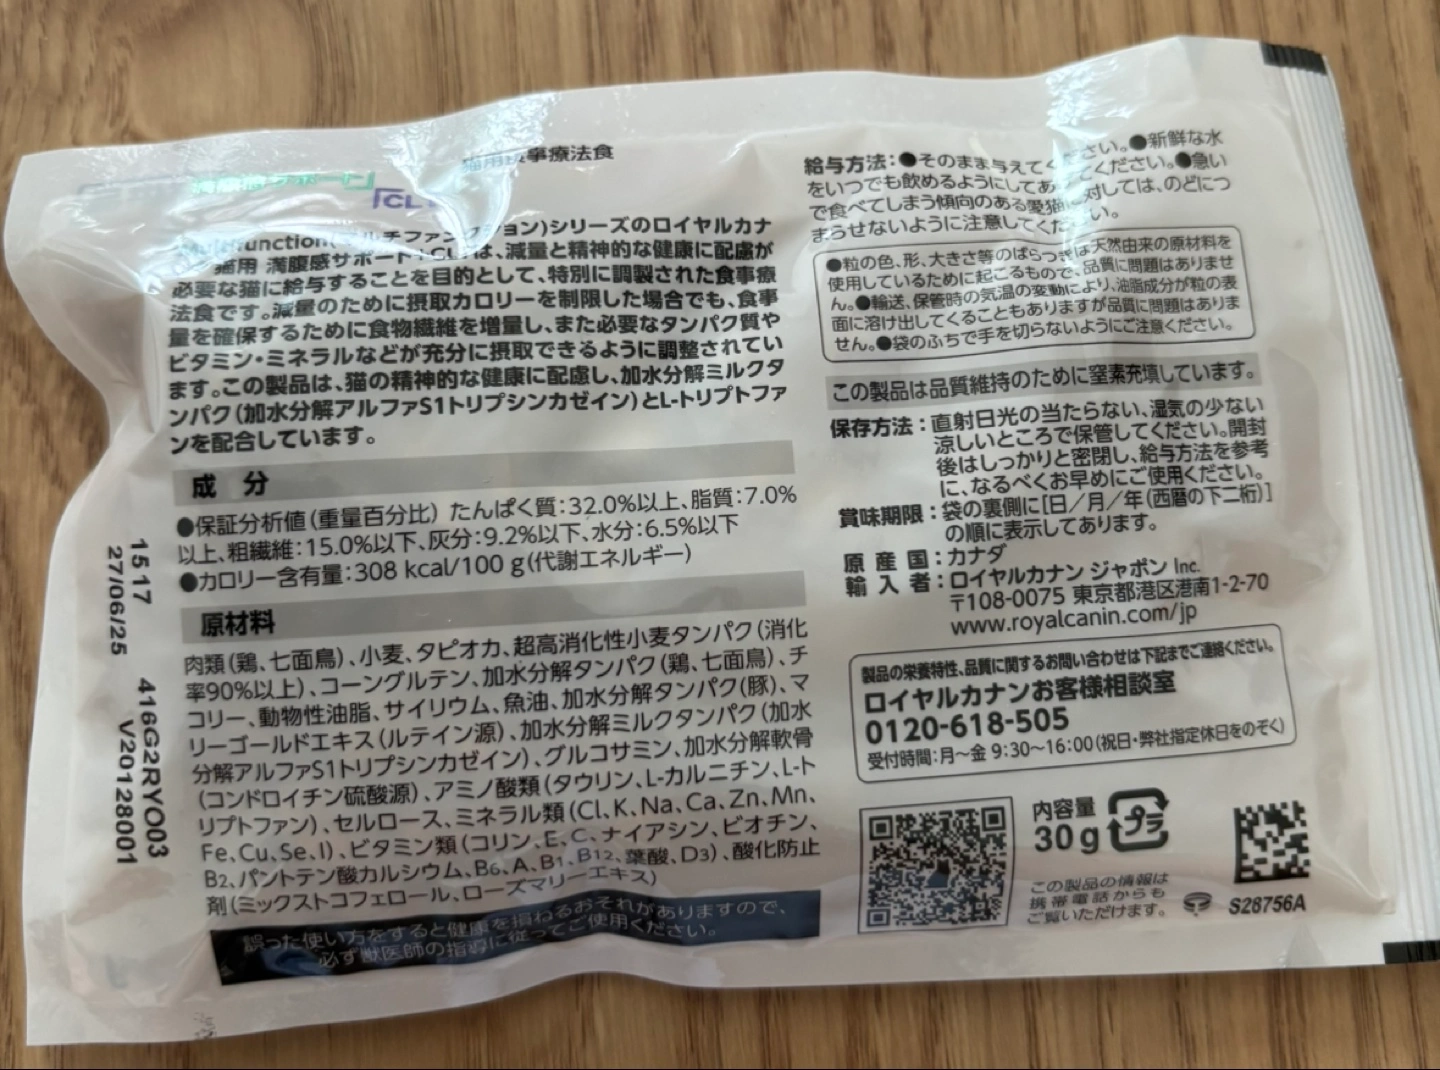 猫用食事療法食
満腹感サポート
CLT
Multifunction(マルチファンクション)シリーズのロイヤルカナ
猫用 満腹感サポート+CLTは、減量と精神的な健康に配慮が
必要な猫に給与することを目的として、特別に調製された食事療
法食です。減量のために摂取カロリーを制限した場合でも、食事
量を確保するために食物繊維を増量し、また必要なタンパク質や
ビタミン・ミネラルなどが充分に摂取できるように調整されてい
ます。この製品は、猫の精神的な健康に配慮し、加水分解ミルクタ
ンパク(加水分解アルファS1トリプシンカゼイン)とL-トリプトファ
ンを配合しています。
成 分
●保証分析値(重量百分比) たんぱく質:32.0%以上、脂質:7.0%
以上、粗繊維:15.0%以下、灰分:9.2%以下、水分:6.5%以下
●カロリー含有量:308 kcal/100 g(代謝エネルギー)
原材料
肉類(鶏、七面鳥)、小麦、タピオカ、超高消化性小麦タンパク(消化
率90%以上)、コーングルテン、加水分解タンパク(鶏、七面鳥)、チ
コリー、動物性油脂、サイリウム、魚油、加水分解タンパク(豚)、マ
リーゴールドエキス(ルテイン源)、加水分解ミルクタンパク(加水
分解アルファS1トリプシンカゼイン)、グルコサミン、加水分解軟骨
(コンドロイチン硫酸源)、アミノ酸類(タウリン、L-カルニチン、L-ト
リプトファン)、セルロース、ミネラル類(Cl、K、Na、Ca、Zn、Mn、
Fe、Cu、Se、I)、ビタミン類(コリン、E、C、ナイアシン、ビオチン、
B2、パントテン酸カルシウム、B6、A、B1、B12、葉酸、D3)、酸化防止
剤(ミックストコフェロール、ローズマリーエキス)
誤った使い方をすると健康を損ねるおそれがありますので、
必ず獣医師の指導に従ってご使用ください。
1517
27/06/25
416G2RYO03
V20128001
給与方法:●そのまま与えてください。●新鮮な水
をいつでも飲めるようにしてあげてください。●急い
で食べてしまう傾向のある愛猫に対しては、のどにつ
まらせないように注意してください。
●粒の色、形、大きさ等のばらつきは天然由来の原材料を
使用しているために起こるもので、品質に問題はありませ
ん。●輸送、保管時の気温の変動により、油脂成分が粒の表
面に溶け出してくることもありますが品質に問題はありま
せん。●袋のふちで手を切らないようにご注意ください。
この製品は品質維持のために窒素充填しています。
保存方法:直射日光の当たらない、湿気の少ない
涼しいところで保管してください。開封
後はしっかりと密閉し、給与方法を参考
に、なるべくお早めにご使用ください。
賞味期限:袋の裏側に[日/月/年(西暦の下二桁)]
の順に表示してあります。
原産国:カナダ
輸入者:ロイヤルカナン ジャポン Inc.
〒108-0075 東京都港区港南1-2-70
www.royalcanin.com/jp
製品の栄養特性、品質に関するお問い合わせは下記までご連絡ください。
ロイヤルカナンお客様相談室
0120-618-505
受付時間:月〜金 9:30〜16:00(祝日・弊社指定休日をのぞく)
内容量
30g
プラ
この製品の情報は
携帯電話からも
ご覧いただけます。
S28756A